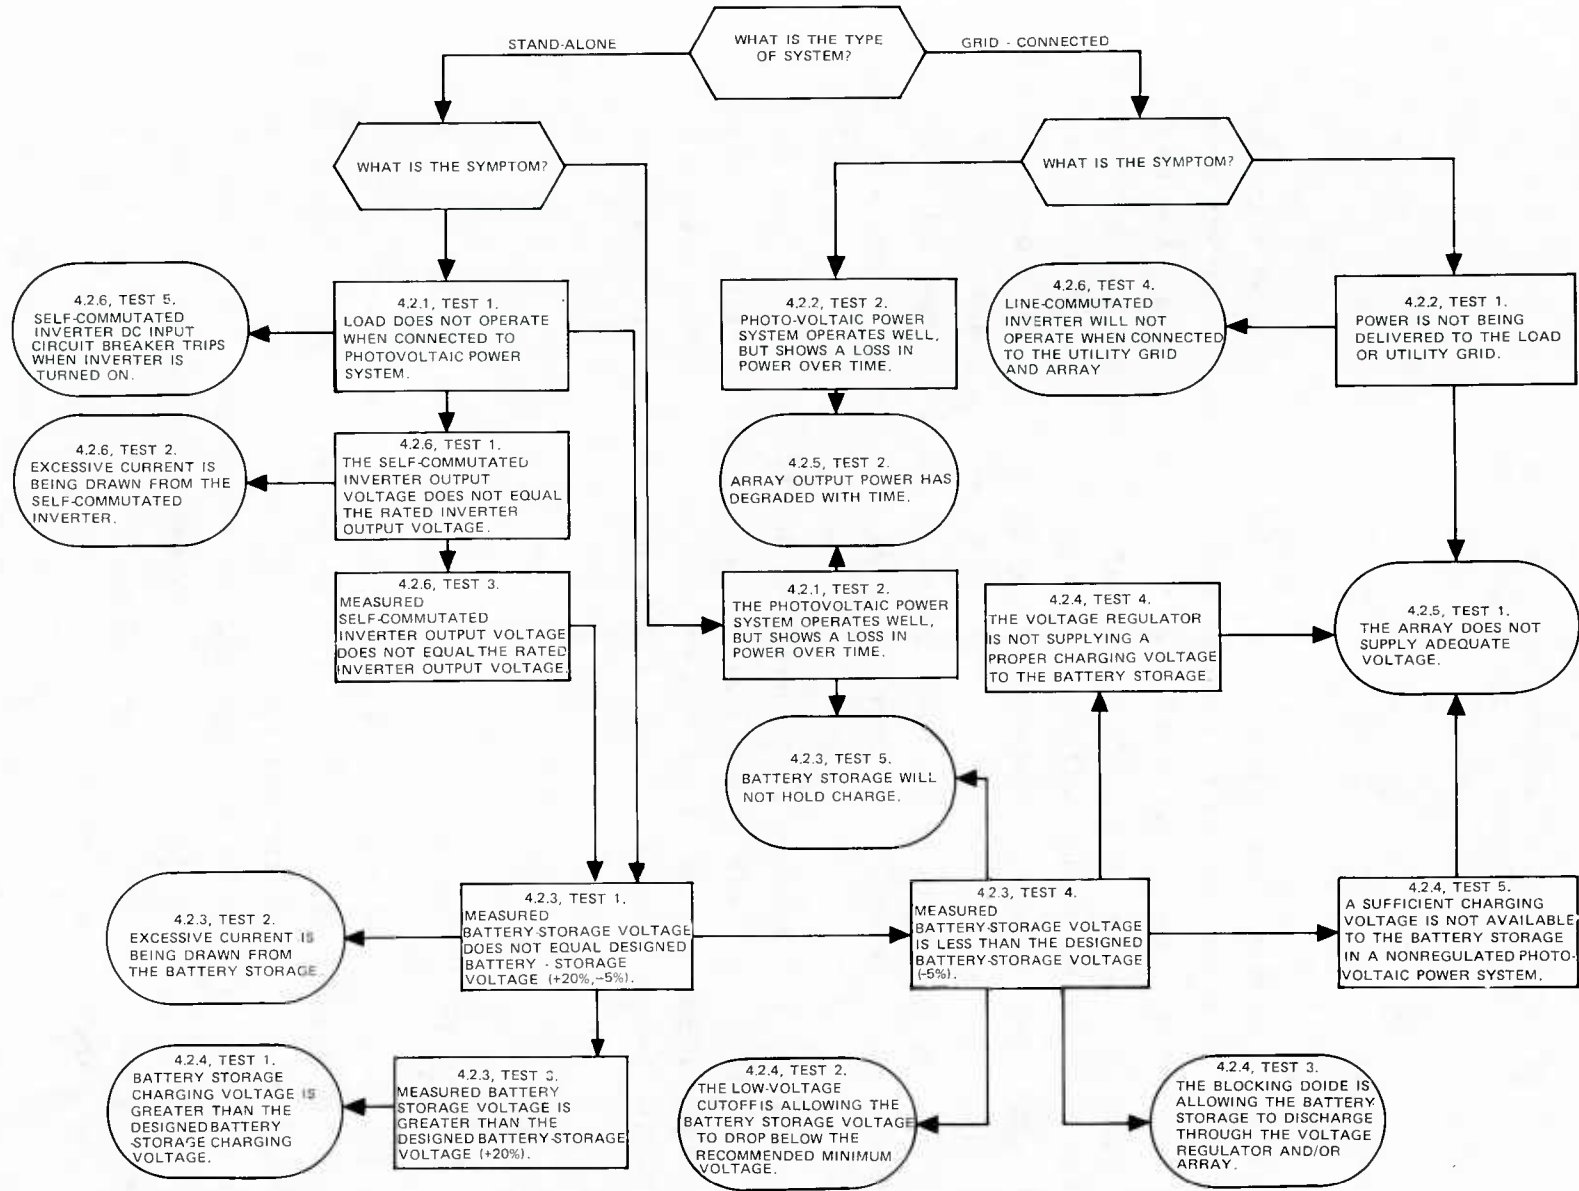 WHAT IS THE TYPE
OF SYSTEM?
STAND-ALONE
GRID - CONNECTED
WHAT IS THE SYMPTOM?
WHAT IS THE SYMPTOM?
4.2.6, TEST 5.
SELF-COMMUTATED
INVERTER DC INPUT
CIRCUIT BREAKER TRIPS
WHEN INVERTER IS
TURNED ON.
4.2.1, TEST 1.
LOAD DOES NOT OPERATE
WHEN CONNECTED TO
PHOTOVOLTAIC POWER
SYSTEM.
4.2.2, TEST 2.
PHOTO-VOLTAIC POWER
SYSTEM OPERATES WELL,
BUT SHOWS A LOSS IN
POWER OVER TIME.
4.2.6, TEST 4.
LINE-COMMUTATED
INVERTER WILL NOT
OPERATE WHEN CONNECTED
TO THE UTILITY GRID
AND ARRAY
4.2.2, TEST 1.
POWER IS NOT BEING
DELIVERED TO THE LOAD
OR UTILITY GRID.
4.2.6, TEST 2.
EXCESSIVE CURRENT IS
BEING DRAWN FROM THE
SELF-COMMUTATED
INVERTER.
4.2.6, TEST 1.
THE SELF-COMMUTATED
INVERTER OUTPUT
VOLTAGE DOES NOT EQUAL
THE RATED INVERTER
OUTPUT VOLTAGE.
4.2.5, TEST 2.
ARRAY OUTPUT POWER HAS
DEGRADED WITH TIME.
4.2.6, TEST 3.
MEASURED
SELF-COMMUTATED
INVERTER OUTPUT VOLTAGE
DOES NOT EQUAL THE RATED
INVERTER OUTPUT VOLTAGE.
4.2.1, TEST 2.
THE PHOTOVOLTAIC POWER
SYSTEM OPERATES WELL,
BUT SHOWS A LOSS IN
POWER OVER TIME.
4.2.4, TEST 4.
THE VOLTAGE REGULATOR
IS NOT SUPPLYING A
PROPER CHARGING VOLTAGE
TO THE BATTERY STORAGE.
4.2.5, TEST 1.
THE ARRAY DOES NOT
SUPPLY ADEQUATE
VOLTAGE.
4.2.3, TEST 5.
BATTERY STORAGE WILL
NOT HOLD CHARGE.
4.2.3, TEST 2.
EXCESSIVE CURRENT IS
BEING DRAWN FROM
THE BATTERY STORAGE
4.2.3, TEST 1.
MEASURED
BATTERY-STORAGE VOLTAGE
DOES NOT EQUAL DESIGNED
BATTERY - STORAGE
VOLTAGE (+20%,-5%).
4.2.3, TEST 4.
MEASURED
BATTERY-STORAGE VOLTAGE
IS LESS THAN THE DESIGNED
BATTERY-STORAGE VOLTAGE
(-5%).
4.2.4, TEST 5.
A SUFFICIENT CHARGING
VOLTAGE IS NOT AVAILABLE
TO THE BATTERY STORAGE
IN A NONREGULATED PHOTO-
VOLTAIC POWER SYSTEM.
4.2.4, TEST 1.
BATTERY STORAGE
CHARGING VOLTAGE IS
GREATER THAN THE
DESIGNED BATTERY
-STORAGE CHARGING
VOLTAGE.
4.2.3, TEST 3.
MEASURED BATTERY
STORAGE VOLTAGE IS
GREATER THAN THE
DESIGNED BATTERY-STORAGE
VOLTAGE (+20%).
4.2.4, TEST 2.
THE LOW-VOLTAGE
CUTOFF IS ALLOWING THE
BATTERY STORAGE VOLTAGE
TO DROP BELOW THE
RECOMMENDED MINIMUM
VOLTAGE.
4.2.4, TEST 3.
THE BLOCKING DOIDE IS
ALLOWING THE BATTERY
STORAGE TO DISCHARGE
THROUGH THE VOLTAGE
REGULATOR AND/OR
ARRAY.